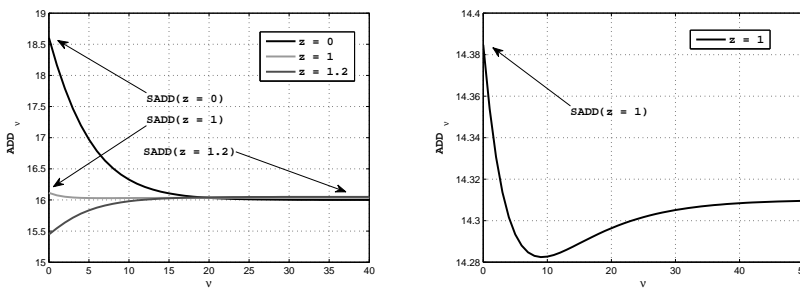 19
18.5
18
17.5
17
16.5
16
15.5
15
0
5
10
15
20
25
30
35
40
ADD ν
ν
z = 0
z = 1
z = 1.2
SADD(z = 0)
SADD(z = 1)
SADD(z = 1.2)
14.4
14.38
14.36
14.34
14.32
14.3
14.28
0
10
20
30
40
50
ADD ν
ν
z = 1
SADD(z = 1)